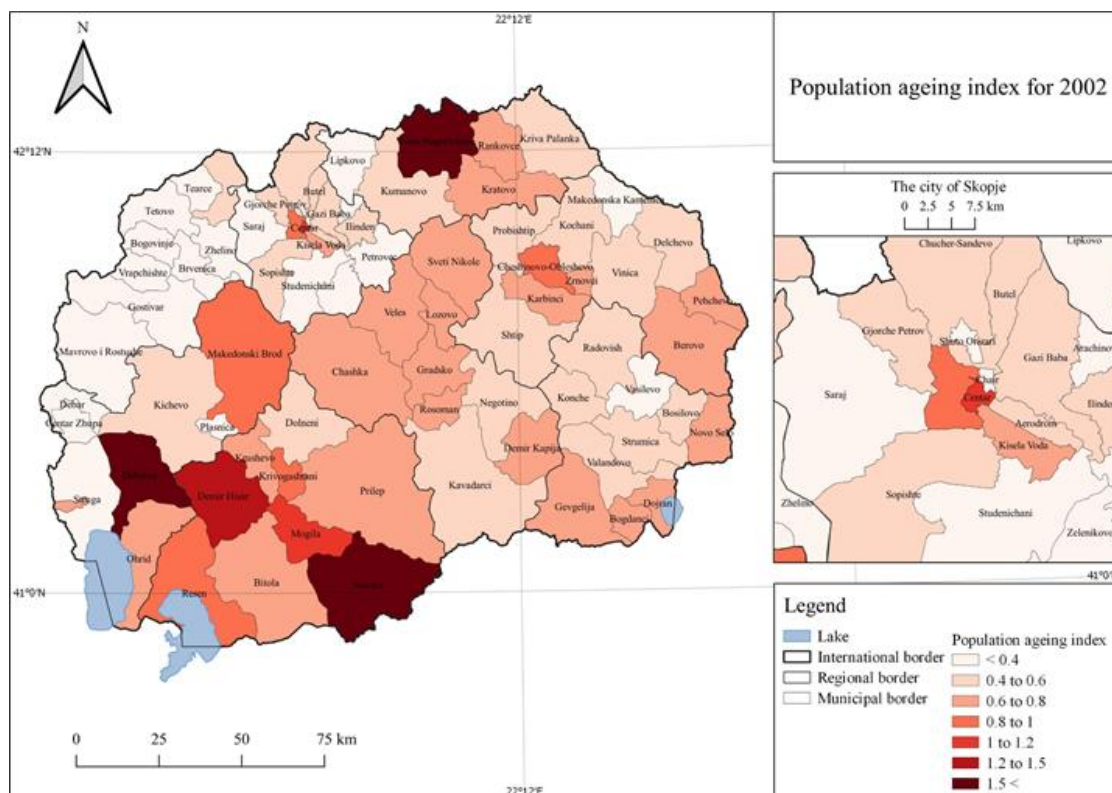 22°12'E
N
42°12'N
Population ageing index for 2002
Kriva Palanka
Rankovce
Lipkovo
Kumanovo
Kratovo
Tearce
Butel
Gjorche Petrov
Tetovo
Gazi Baba
Saraj
Ilinden
Centar
Kisela Voda
Bogovinje
Zhelino
Petrovec
Brvenica
Vrapchishte
Sopishte
Studenichani
Gostivar
Makedonska Kamenica
Probishtip
Kochani
Delchevo
Sveti Nikole
Cheshinovo-Obleshevo
Zrnovci
Vinica
Karbinci
Pehchevo
Veles
Lozovo
Shtip
Berovo
Mavrovo i Rostushe
Makedonski Brod
Radovish
Chashka
Gradsko
Vasilevo
Kichevo
Negotino
Konche
Debar
Rosoman
Bosilovo
Centar Zhupa
Plasnica
Dolneni
Strumica
Novo Selo
Demir Kapija
Valandovo
Krushevo
Krivogashtani
Debarca
Demir Hisar
Prilep
Kavadarci
Struga
Gevgelija
Dojran
Bogdanci
Mogila
Ohrid
Bitola
Resen
41°0'N
0 25 50 75 km
22°12'E
The city of Skopje
0 2.5 5 7.5 km
Chucher-Sandevo
Lipkovo
Butel
Gjorche Petrov
Shuto Orizari
Arachinovo
Gazi Baba
Chair
Saraj
Centar
Ilinden
Aerodrom
Kisela Voda
Sopishte
Studenichani
Zhelino
Zelenikovo
41°0'N
Legend
Lake
International border
Regional border
Municipal border
Population ageing index
< 0.4
0.4 to 0.6
0.6 to 0.8
0.8 to 1
1 to 1.2
1.2 to 1.5
1.5 <